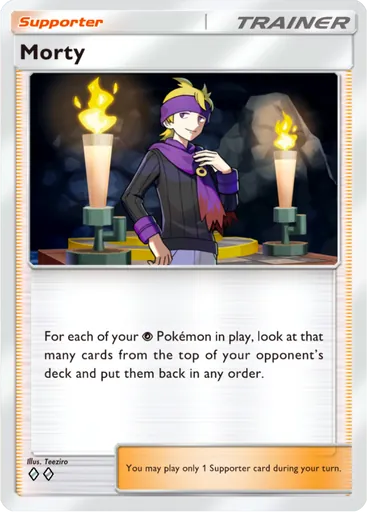 Supporter
TRAINER
Morty
For each of your Pokémon in play, look at that
many cards from the top of your opponent's
deck and put them back in any order.
Illus. Teeziro
You may play only 1 Supporter card during your turn.